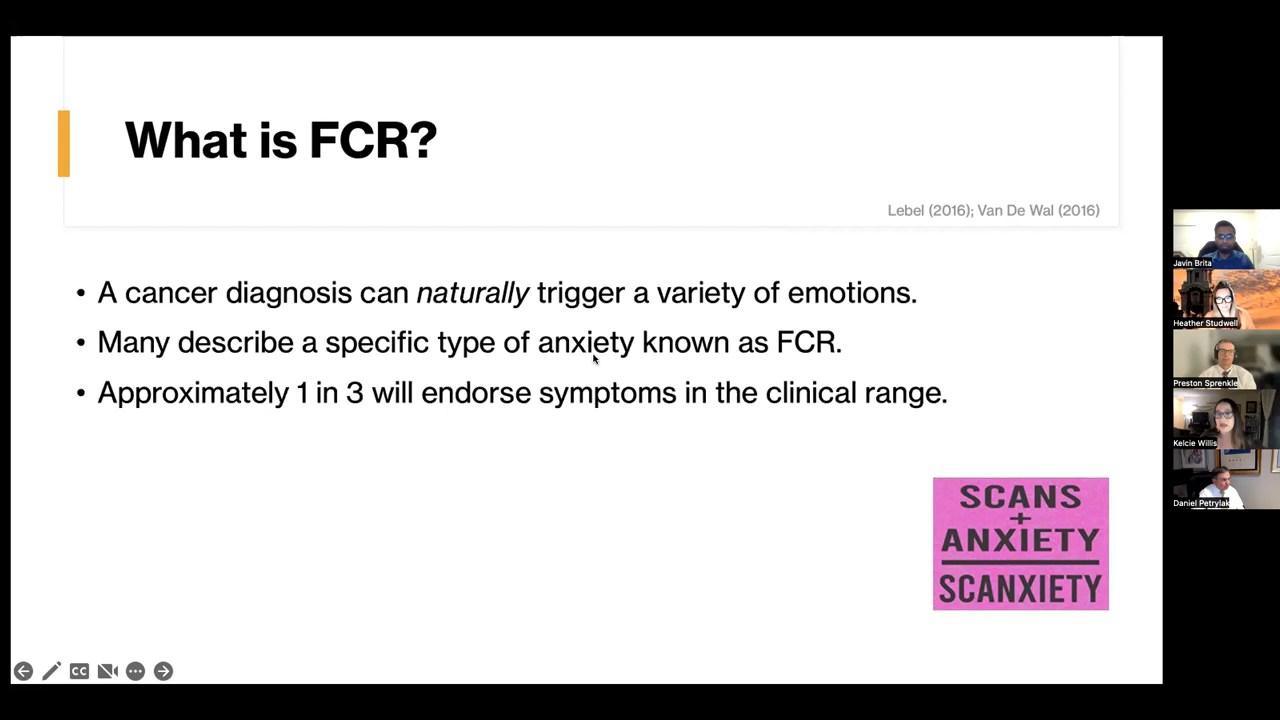 What is FCR?
Lebel (2016); Van De Wal (2016)
• A cancer diagnosis can naturally trigger a variety of emotions.
• Many describe a specific type of anxiety known as FCR.
• Approximately 1 in 3 will endorse symptoms in the clinical range.
SCANS
+
ANXIETY
SCANXIETY
CC
Javin Brita
Heather Studwell
Preston Sprenkle
Kelcie Willis
Daniel Petrylak